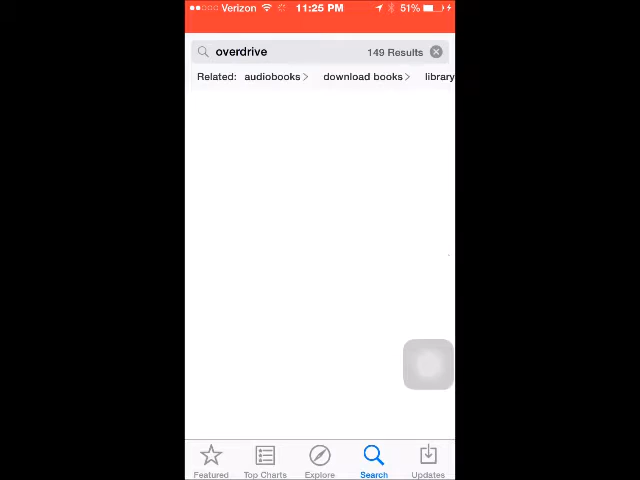 Verizon 11:25 PM 51%
overdrive 149 Results
Related: audiobooks download books library
Featured Top Charts Explore Search Updates